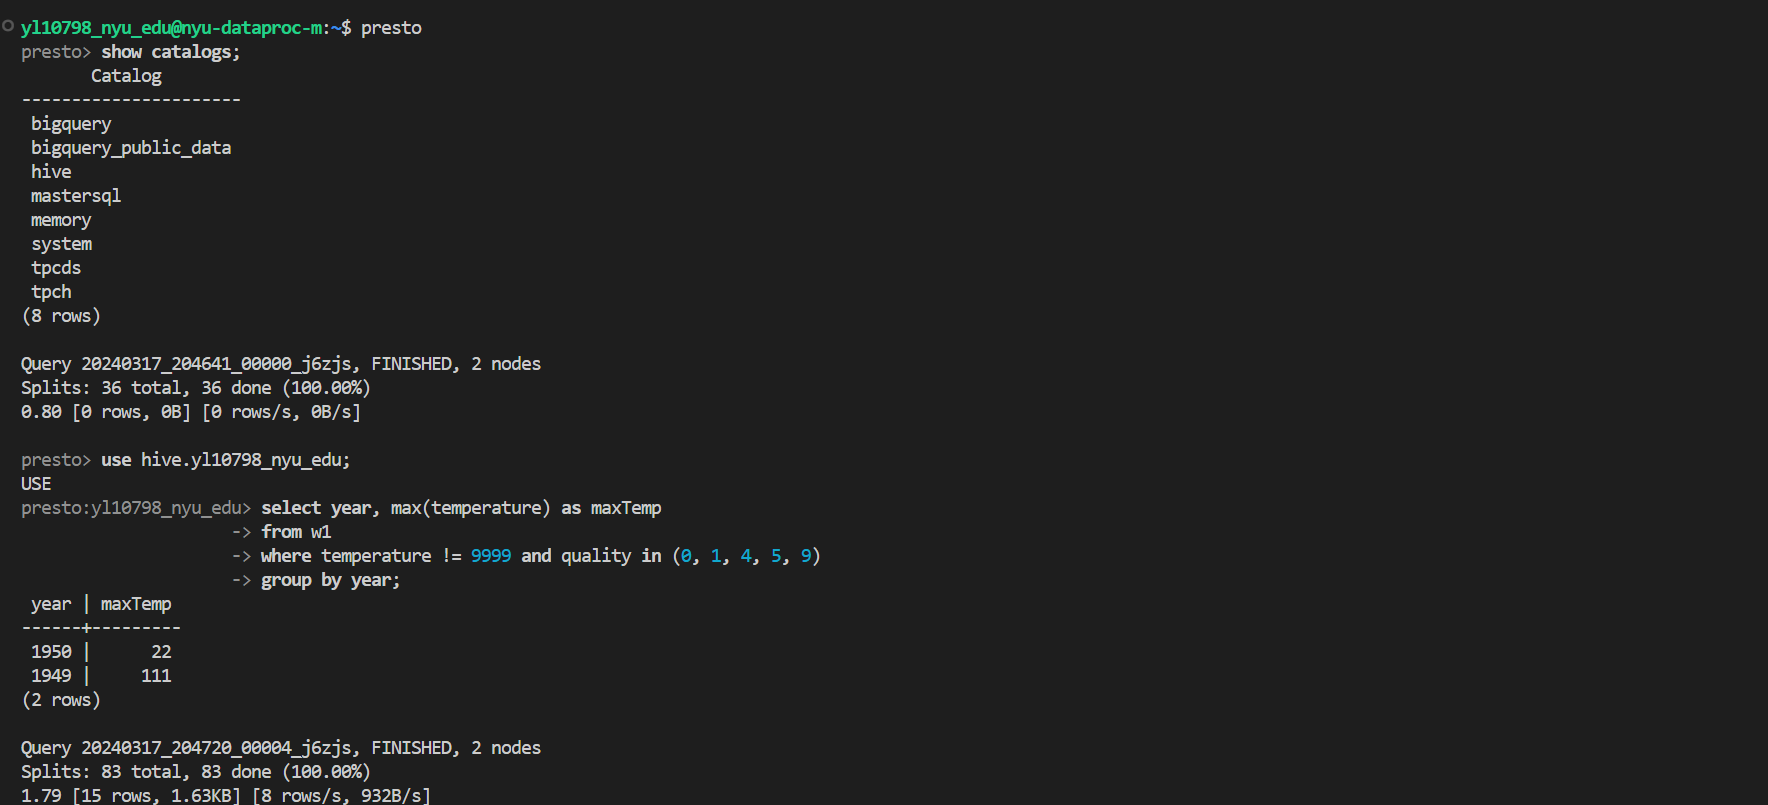 yl10798_nyu_edu@nyu-dataproc-m:~$ presto
presto> show catalogs;
       Catalog
----------------------
 bigquery
 bigquery_public_data
 hive
 mastersql
 memory
 system
 tpcds
 tpch
(8 rows)

Query 20240317_204641_00000_j6zjs, FINISHED, 2 nodes
Splits: 36 total, 36 done (100.00%)
0.80 [0 rows, 0B] [0 rows/s, 0B/s]

presto> use hive.yl10798_nyu_edu;
USE
presto:yl10798_nyu_edu> select year, max(temperature) as maxTemp
                     -> from w1
                     -> where temperature != 9999 and quality in (0, 1, 4, 5, 9)
                     -> group by year;
 year | maxTemp
------+---------
 1950 |      22
 1949 |     111
(2 rows)

Query 20240317_204720_00004_j6zjs, FINISHED, 2 nodes
Splits: 83 total, 83 done (100.00%)
1.79 [15 rows, 1.63KB] [8 rows/s, 932B/s]